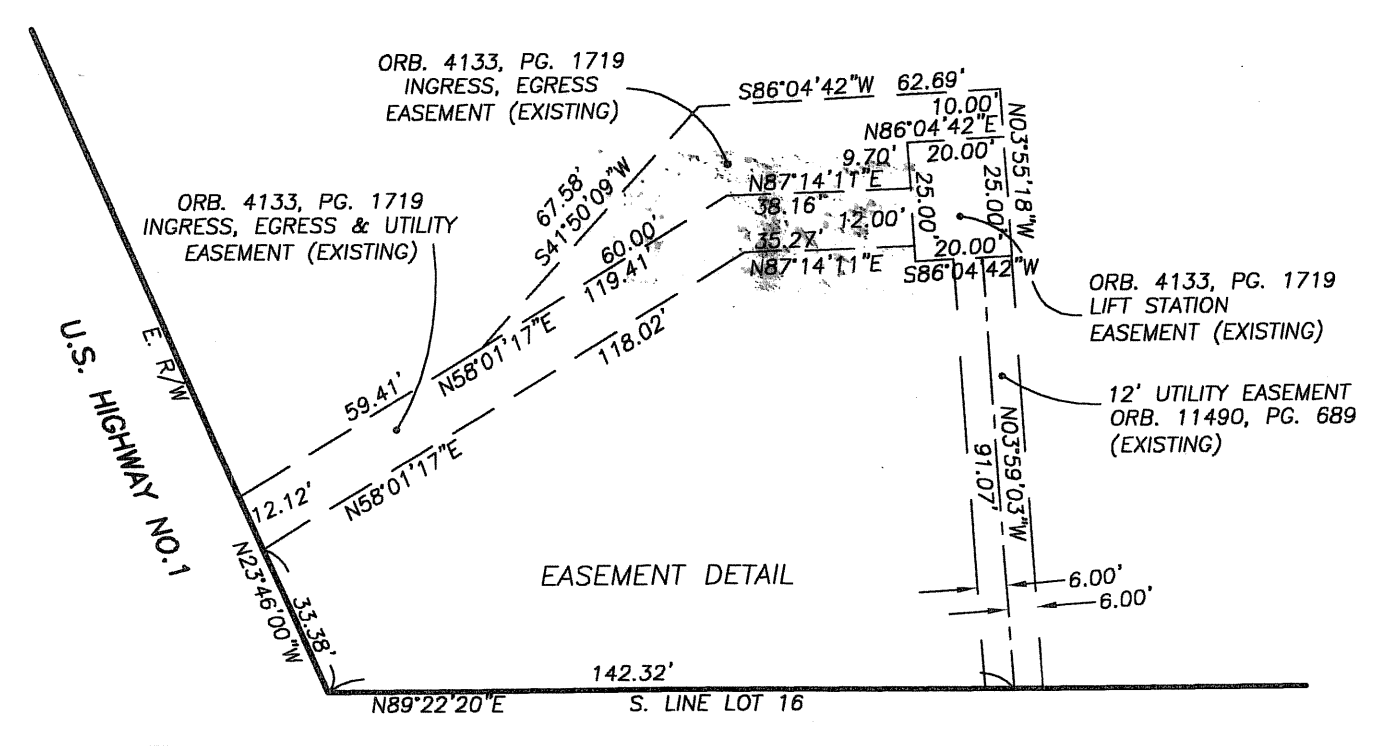 ORB. 4133, PG. 1719
INGRESS, EGRESS
EASEMENT (EXISTING)
S86°04'42"W 62.69'
10.00'
N86°04'42"E
20.00'
N03°55'18"W
9.70'
N87°14'11"E
38.16'
12.00'
25.00'
25.00'
35.27'
N87°14'11"E
20.00'
S86°04'42"W
67.58'
S41°50'09"W
ORB. 4133, PG. 1719
INGRESS, EGRESS & UTILITY
EASEMENT (EXISTING)
60.00'
119.41'
N58°01'17"E
118.02'
59.41'
N58°01'17"E
12.12'
ORB. 4133, PG. 1719
LIFT STATION
EASEMENT (EXISTING)
12' UTILITY EASEMENT
ORB. 11490, PG. 689
(EXISTING)
E. R/W
U.S. HIGHWAY NO.1
N23°46'00"W
33.38'
EASEMENT DETAIL
91.07'
N03°59'03"W
6.00'
6.00'
142.32'
N89°22'20"E
S. LINE LOT 16